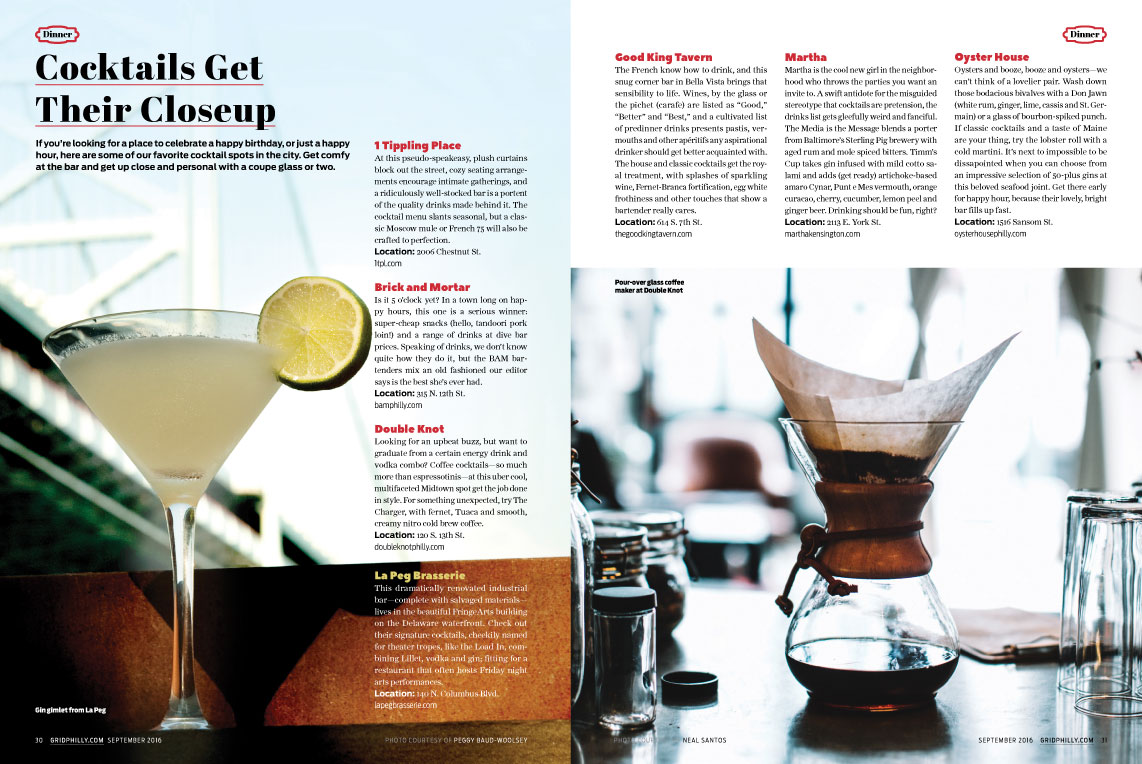 Dinner
Cocktails Get
Their Closeup
If you're looking for a place to celebrate a happy birthday, or just a happy
hour, here are some of our favorite cocktail spots in the city. Get comfy
at the bar and get up close and personal with a coupe glass or two.
1 Tippling Place
At this pseudo-speakeasy, plush curtains
block out the street, cozy seating arrange-
ments encourage intimate gatherings, and
a ridiculously well-stocked bar is a portent
of the quality drinks made behind it. The
cocktail menu slants seasonal, but a clas-
sic Moscow mule or French 75 will also be
crafted to perfection.
Location: 2006 Chestnut St.
1tpl.com
Brick and Mortar
Is it 5 o'clock yet? In a town long on hap-
py hours, this one is a serious winner:
super-cheap snacks (hello, tandoori pork
loin!) and a range of drinks at dive bar
prices. Speaking of drinks, we don't know
quite how they do it, but the BAM bar-
tenders mix an old fashioned our editor
says is the best she's ever had.
Location: 315 N. 12th St.
bamphilly.com
Double Knot
Looking for an upbeat buzz, but want to
graduate from a certain energy drink and
vodka combo? Coffee cocktails—so much
more than espressotinis—at this uber cool,
multifaceted Midtown spot get the job done
in style. For something unexpected, try The
Charger, with fernet, Tuaca and smooth,
creamy nitro cold brew coffee.
Location: 120 S. 13th St.
doubleknotphilly.com
La Peg Brasserie
This dramatically renovated industrial
bar—complete with salvaged materials—
lives in the beautiful FringeArts building
on the Delaware waterfront. Check out
their signature cocktails, cheekily named
for theater tropes, like the Load In, com-
bining Lillet, vodka and gin; fitting for a
restaurant that often hosts Friday night
arts performances.
Location: 140 N. Columbus Blvd.
lapegbrasserie.com
Gin gimlet from La Peg
30 GRIDPHILLY.COM SEPTEMBER 2016
PHOTO COURTESY OF PEGGY BAUD-WOOLSEY
Dinner
Good King Tavern
The French know how to drink, and this
snug corner bar in Bella Vista brings that
sensibility to life. Wines, by the glass or
the pichet (carafe) are listed as “Good,”
“Better” and “Best,” and a cultivated list
of predinner drinks presents pastis, ver-
mouths and other apéritifs any aspirational
drinker should get better acquainted with.
The house and classic cocktails get the roy-
al treatment, with splashes of sparkling
wine, Fernet-Branca fortification, egg white
frothiness and other touches that show a
bartender really cares.
Location: 614 S. 7th St.
thegoodkingtavern.com
Martha
Martha is the cool new girl in the neighbor-
hood who throws the parties you want an
invite to. A swift antidote for the misguided
stereotype that cocktails are pretension, the
drinks list gets gleefully weird and fanciful.
The Media is the Message blends a porter
from Baltimore's Sterling Pig brewery with
aged rum and mole spiced bitters. Timm's
Cup takes gin infused with mild cotto sa-
lami and adds (get ready) artichoke-based
amaro Cynar, Punt e Mes vermouth, orange
curacao, cherry, cucumber, lemon peel and
ginger beer. Drinking should be fun, right?
Location: 2113 E. York St.
marthakensington.com
Oyster House
Oysters and booze, booze and oysters—we
can't think of a lovelier pair. Wash down
those bodacious bivalves with a Don Jawn
(white rum, ginger, lime, cassis and St. Ger-
main) or a glass of bourbon-spiked punch.
If classic cocktails and a taste of Maine
are your thing, try the lobster roll with a
cold martini. It's next to impossible to be
dissapointed when you can choose from
an impressive selection of 50-plus gins at
this beloved seafood joint. Get there early
for happy hour, because their lovely, bright
bar fills up fast.
Location: 1516 Sansom St.
oysterhousephilly.com
Pour-over glass coffee
maker at Double Knot
NEAL SANTOS
SEPTEMBER 2016 GRIDPHILLY.COM 31